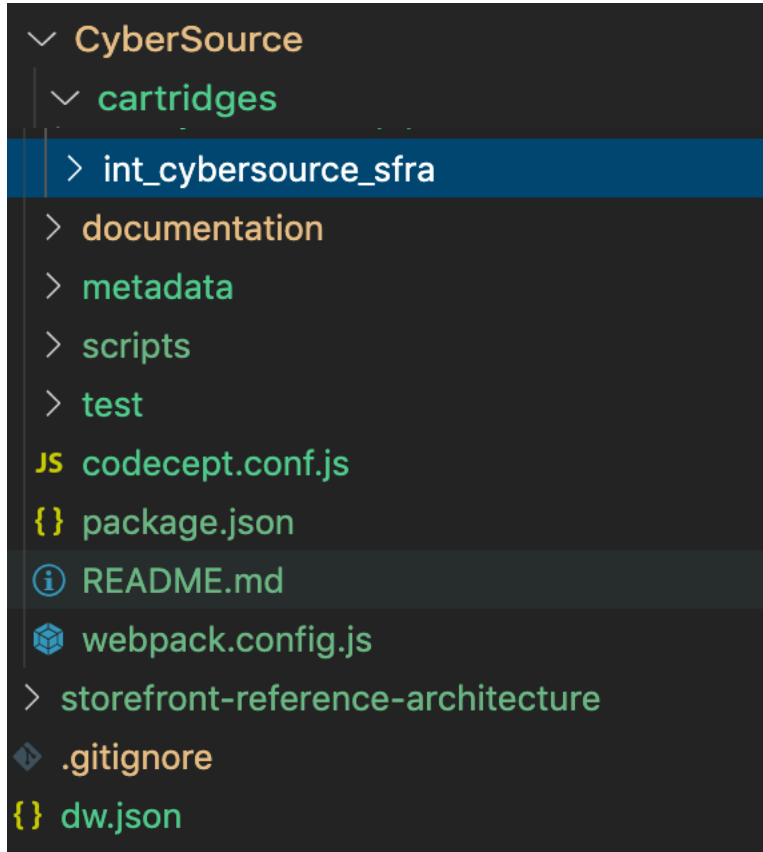 CyberSource
cartridges
int_cybersource_sfra
documentation
metadata
scripts
test
JS codecept.conf.js
{} package.json
README.md
webpack.config.js
storefront-reference-architecture
.gitignore
{} dw.json